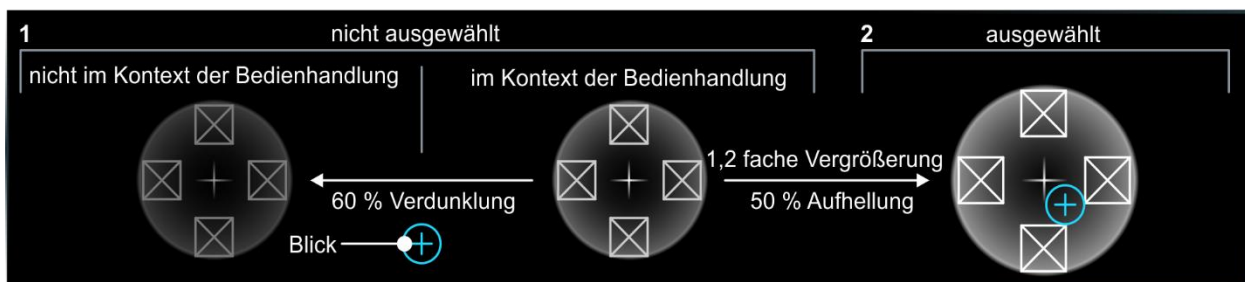 1 nicht ausgewählt
2 ausgewählt
nicht im Kontext der Bedienhandlung
im Kontext der Bedienhandlung
1,2 fache Vergrößerung
60 % Verdunklung
50 % Aufhellung
Blick